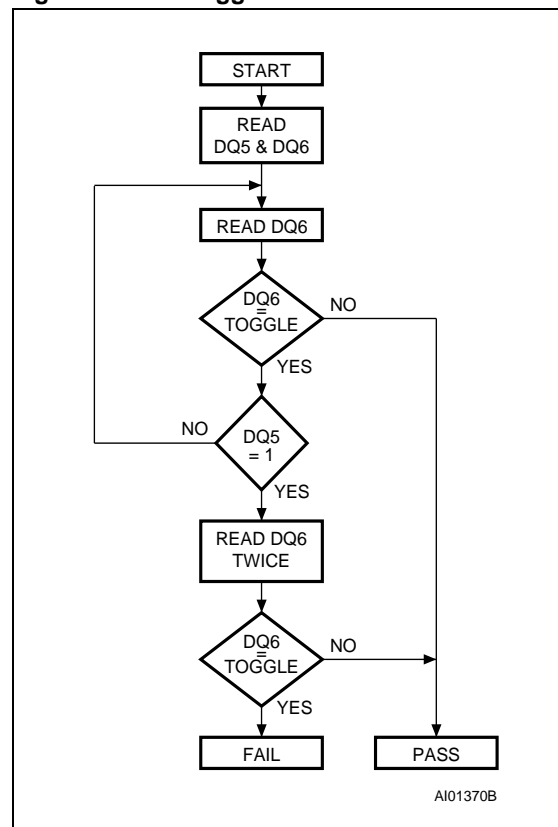 START
READ
DQ5 & DQ6
READ DQ6
DQ6
=
TOGGLE
NO
YES
NO
DQ5
= 1
YES
READ DQ6
TWICE
DQ6
=
TOGGLE
NO
YES
FAIL
PASS
AI01370B